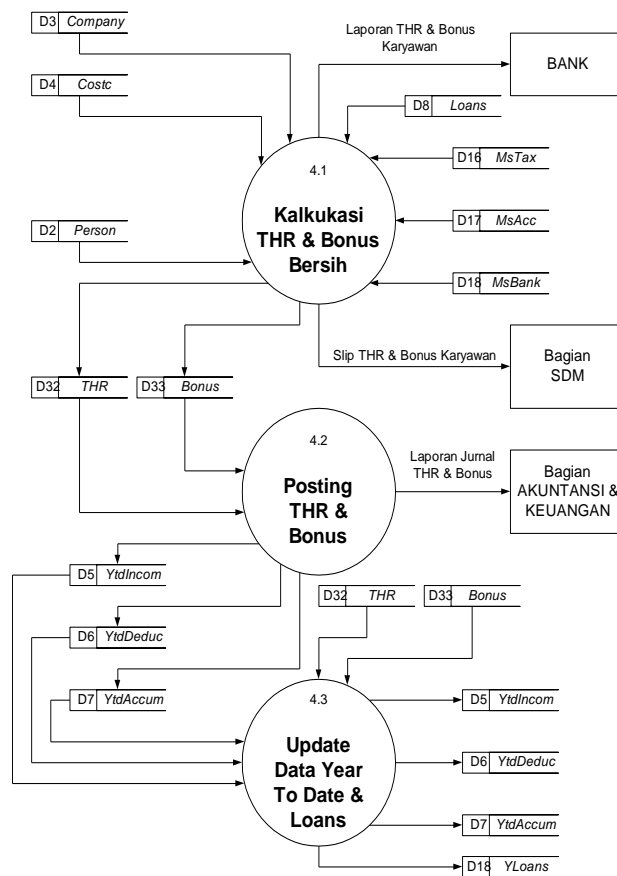 D3 Company
Laporan THR & Bonus
Karyawan
BANK
D4 Costc
D8 Loans
4.1
Kalkukasi
THR & Bonus
Bersih
D16 MsTax
D17 MsAcc
D18 MsBank
D2 Person
Slip THR & Bonus Karyawan
Bagian
SDM
D32 THR
D33 Bonus
4.2
Posting
THR &
Bonus
Laporan Jurnal
THR & Bonus
Bagian
AKUNTANSI &
KEUANGAN
D5 YtdIncom
D6 YtdDeduc
D7 YtdAccum
D32 THR
D33 Bonus
4.3
Update
Data Year
To Date &
Loans
D5 YtdIncom
D6 YtdDeduc
D7 YtdAccum
D18 YLoans